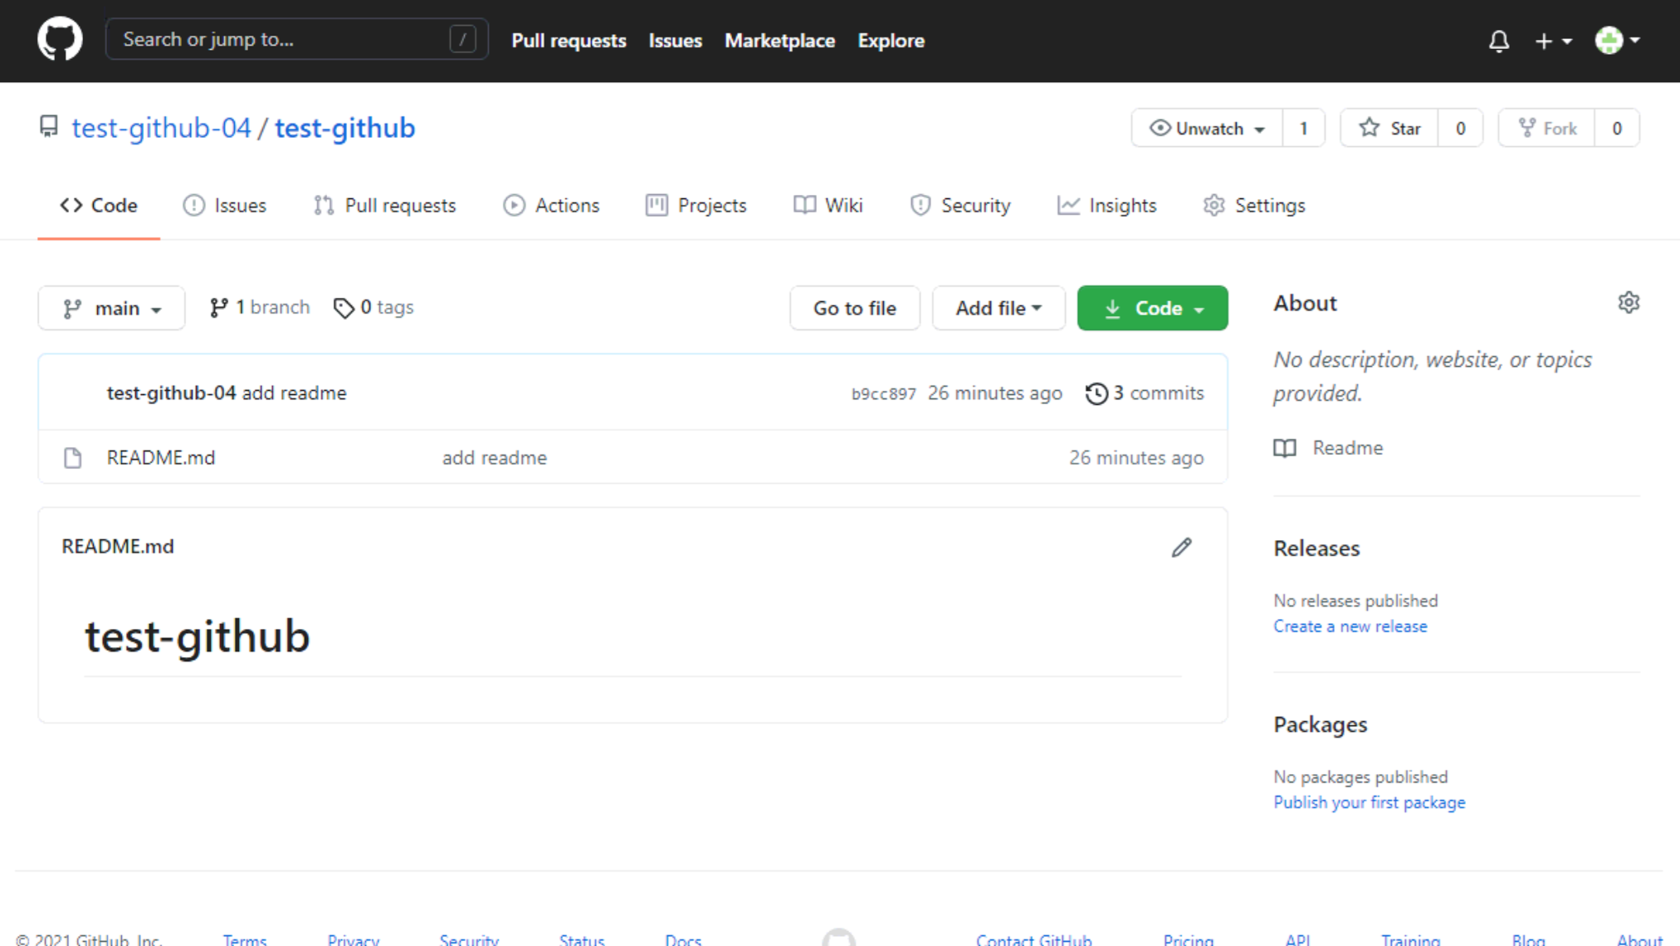 Search or jump to... /
Pull requests Issues Marketplace Explore
test-github-04 / test-github
Unwatch 1 Star 0 Fork 0
Code Issues Pull requests Actions Projects Wiki Security Insights Settings
main 1 branch 0 tags Go to file Add file Code
test-github-04 add readme b9cc897 26 minutes ago 3 commits
README.md add readme 26 minutes ago
README.md
test-github
About
No description, website, or topics
provided.
Readme
Releases
No releases published
Create a new release
Packages
No packages published
Publish your first package
© 2021 GitHub, Inc. Terms Privacy Security Status Docs Contact GitHub Pricing API Training Blog About